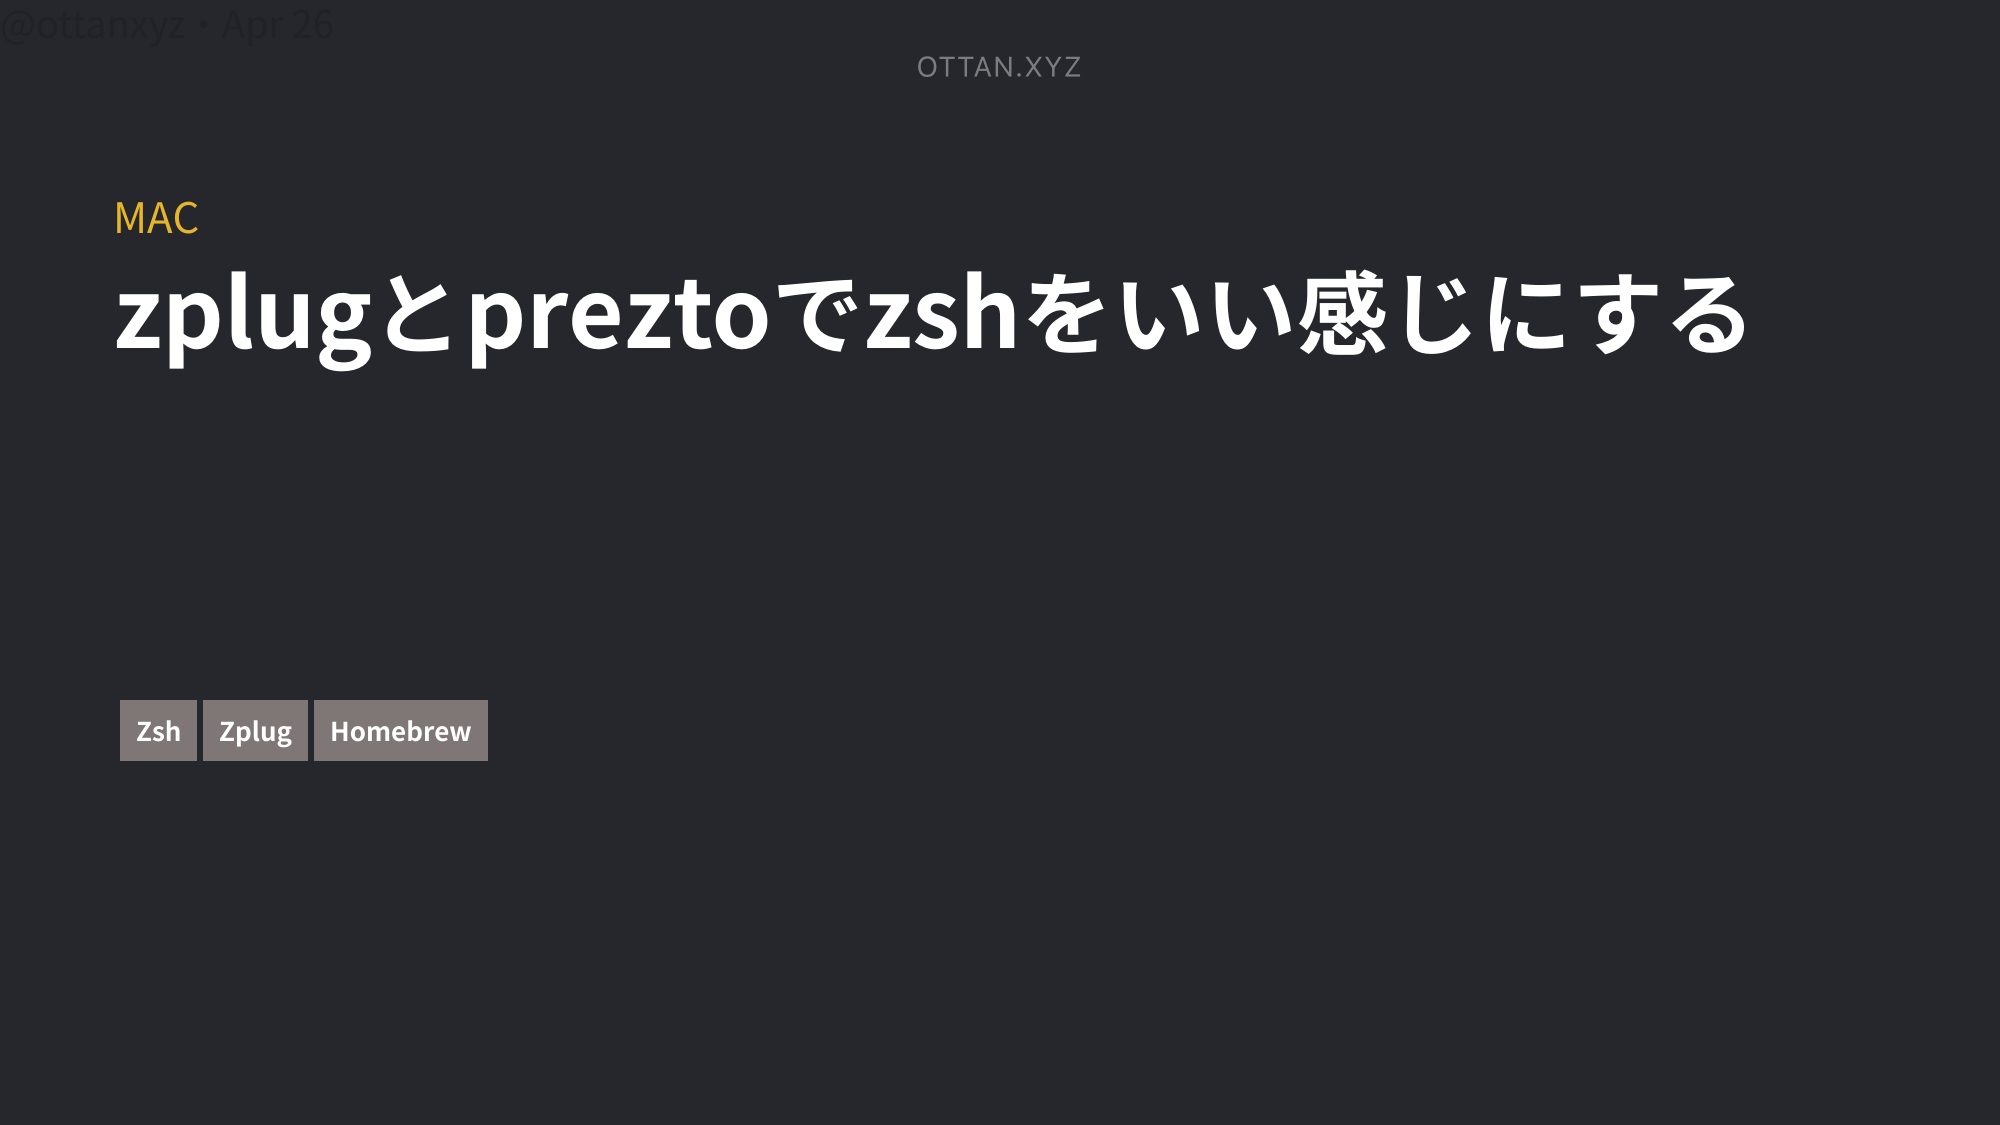 @ottanxyz・Apr 26
OTTAN.XYZ
MAC
zplugとpreztoでzshをいい感じにする
Zsh Zplug Homebrew